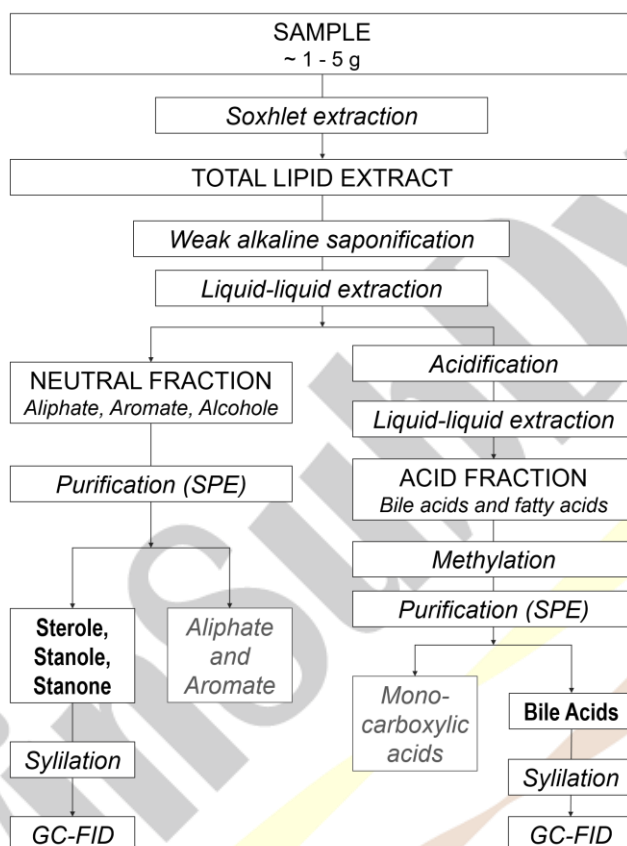 SAMPLE
~ 1 - 5 g
Soxhlet extraction
TOTAL LIPID EXTRACT
Weak alkaline saponification
Liquid-liquid extraction
NEUTRAL FRACTION
Aliphate, Aromate, Alcohole
Purification (SPE)
Sterole,
Stanole,
Stanone
Aliphate
and
Aromate
Sylilation
GC-FID
Acidification
Liquid-liquid extraction
ACID FRACTION
Bile acids and fatty acids
Methylation
Purification (SPE)
Mono-
carboxylic
acids
Bile Acids
Sylilation
GC-FID